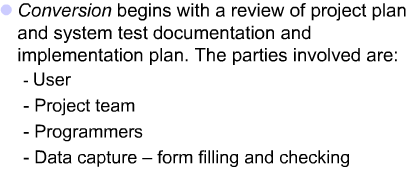 Conversion begins with a review of project plan
and system test documentation and
implementation plan. The parties involved are:
- User
- Project team
- Programmers
- Data capture – form filling and checking